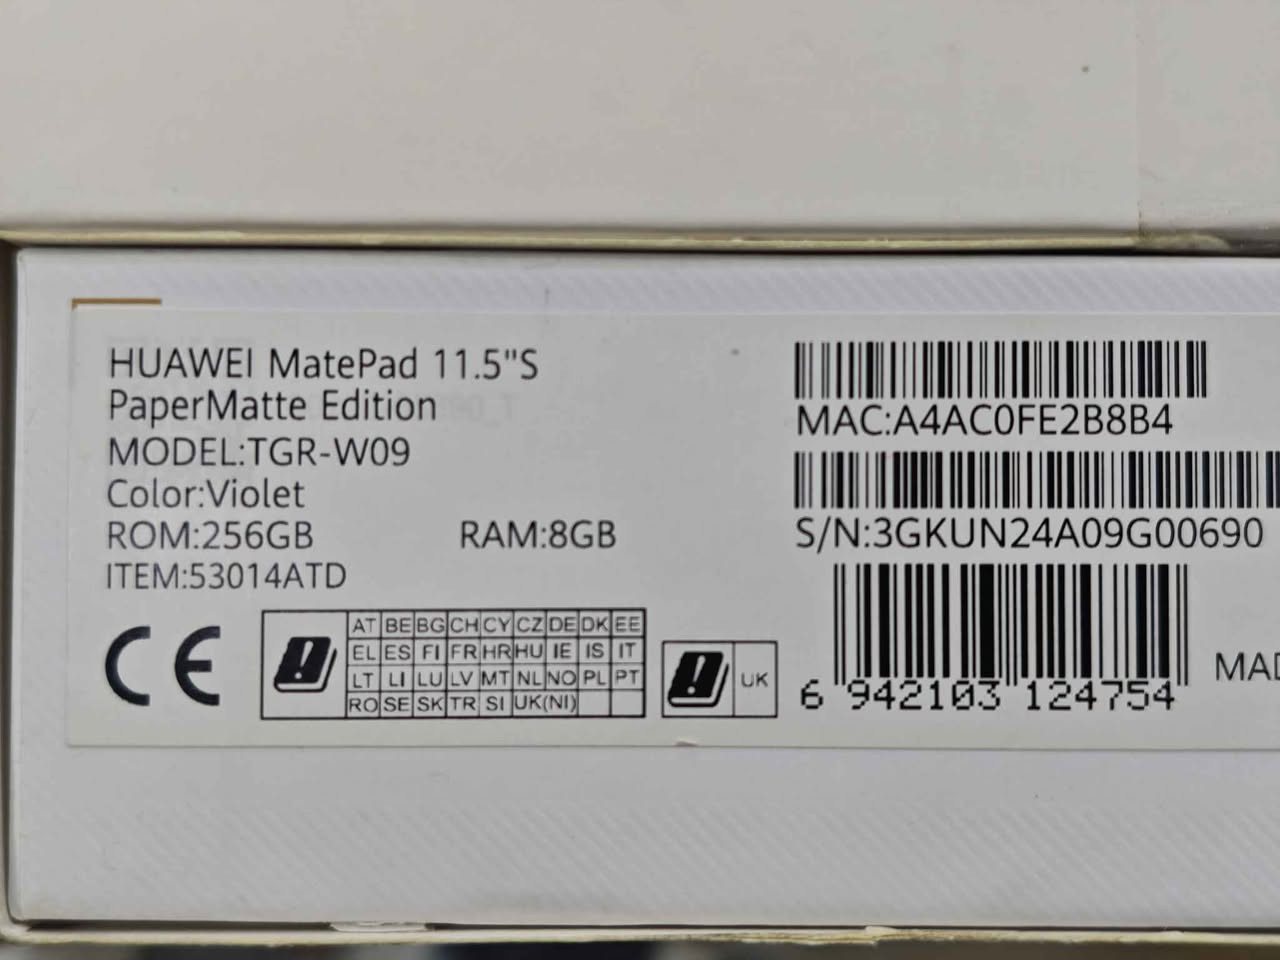 HUAWEI MatePad 11.5"S
PaperMatte Edition
MODEL:TGR-W09
Color:Violet
ROM:256GB RAM:8GB
ITEM:53014ATD
CE
AT BE BG CH CY CZ DE DK EE
EL ES FI FR HR HU IE IS IT
LT LI LU LV MT NL NO PL PT
RO SE SK TR SI UK(NI)
UK
MAC:A4AC0FE2B8B4
S/N:3GKUN24A09G00690
6 942103 124754